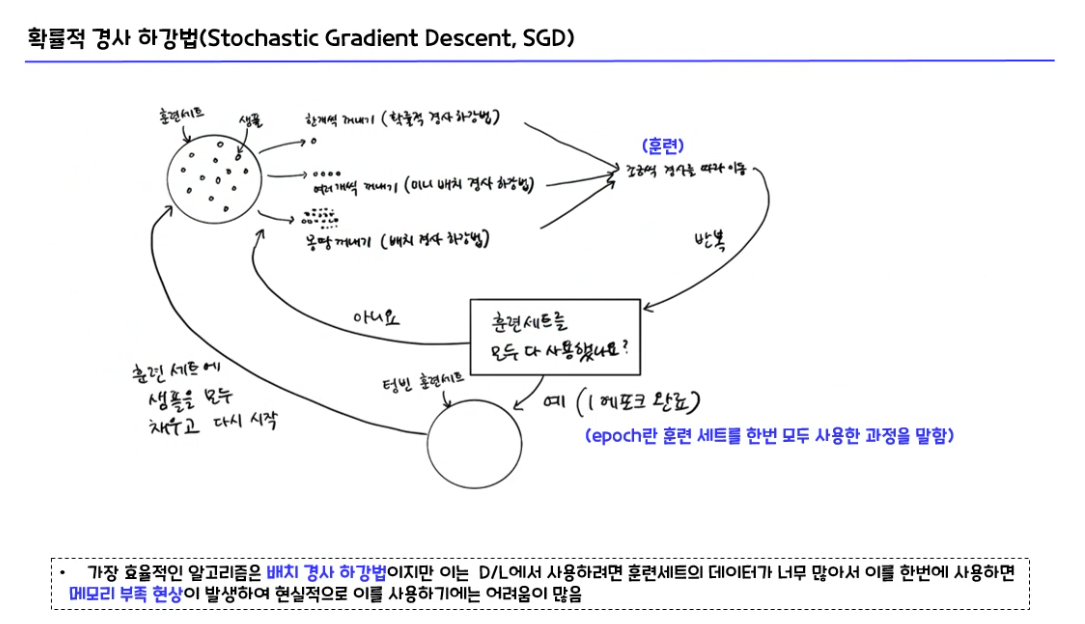 확률적 경사 하강법(Stochastic Gradient Descent, SGD)
훈련세트
샘플
한개씩 꺼내기 (확률적 경사 하강법)
여러개씩 꺼내기 (미니 배치 경사 하강법)
몽땅 꺼내기 (배치 경사 하강법)
(훈련)
조금씩 경사를 따라 이동
반복
훈련세트를
모두 다 사용했나요?
아니요
예 (1 에포크 완료)
(epoch란 훈련 세트를 한번 모두 사용한 과정을 말함)
텅빈 훈련세트
훈련 세트에
샘플을 모두
채우고 다시 시작
• 가장 효율적인 알고리즘은 배치 경사 하강법이지만 이는 D/L에서 사용하려면 훈련세트의 데이터가 너무 많아서 이를 한번에 사용하면
메모리 부족 현상이 발생하여 현실적으로 이를 사용하기에는 어려움이 많음